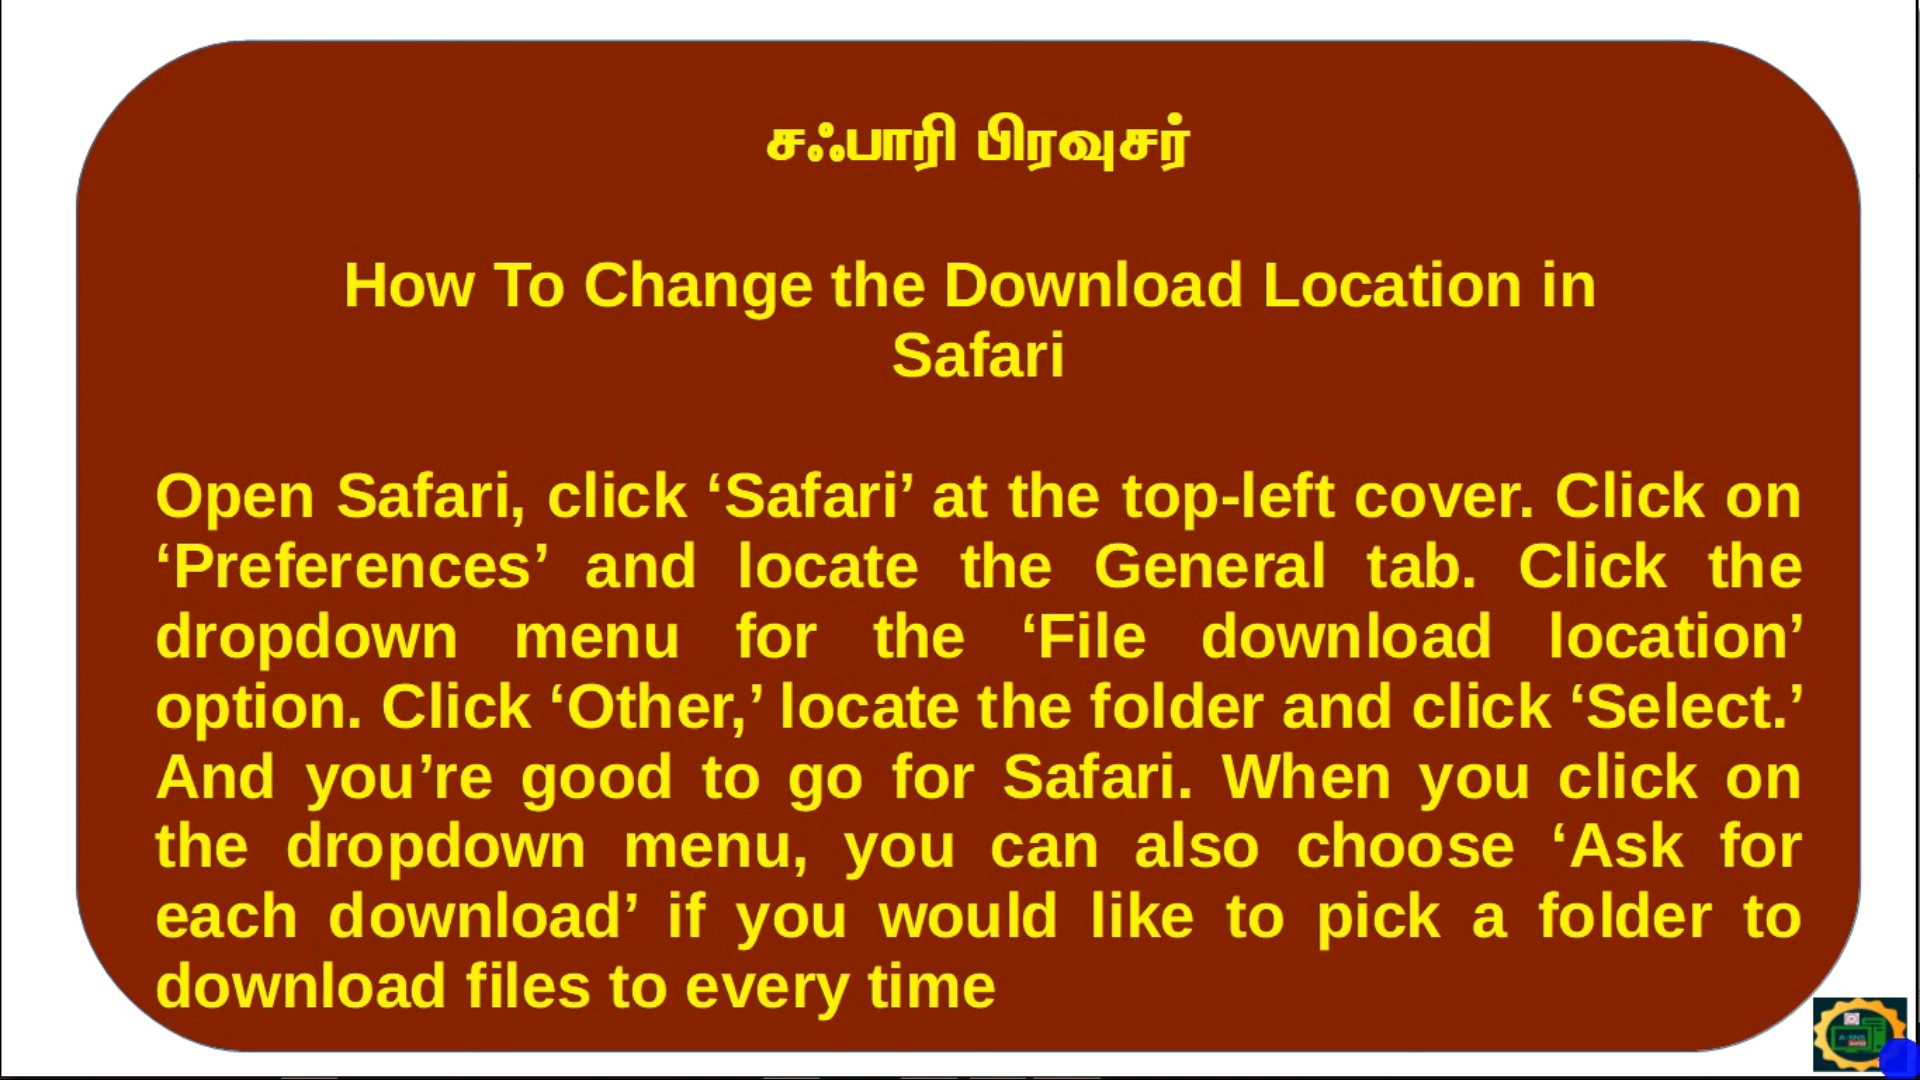 சஃபாரி பிரவுசர்
How To Change the Download Location in
Safari
Open Safari, click ‘Safari’ at the top-left cover. Click on
‘Preferences’ and locate the General tab. Click the
dropdown menu for the ‘File download location’
option. Click ‘Other,’ locate the folder and click ‘Select.’
And you’re good to go for Safari. When you click on
the dropdown menu, you can also choose ‘Ask for
each download’ if you would like to pick a folder to
download files to every time